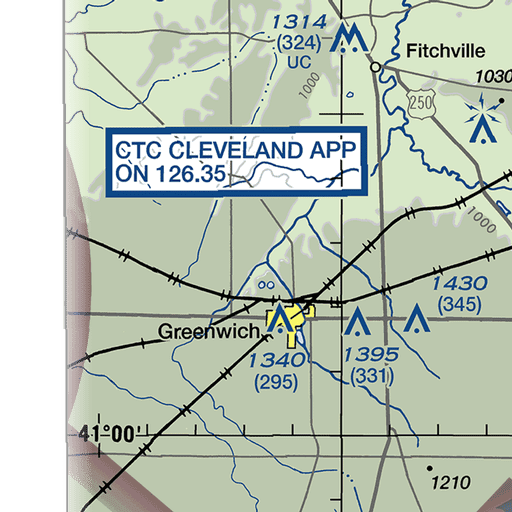 1314
(324)
UC
Fitchville
1030
1000
250
CTC CLEVELAND APP
ON 126.35
1000
1430
(345)
Greenwich
1340
(295)
1395
(331)
41°00'
1210